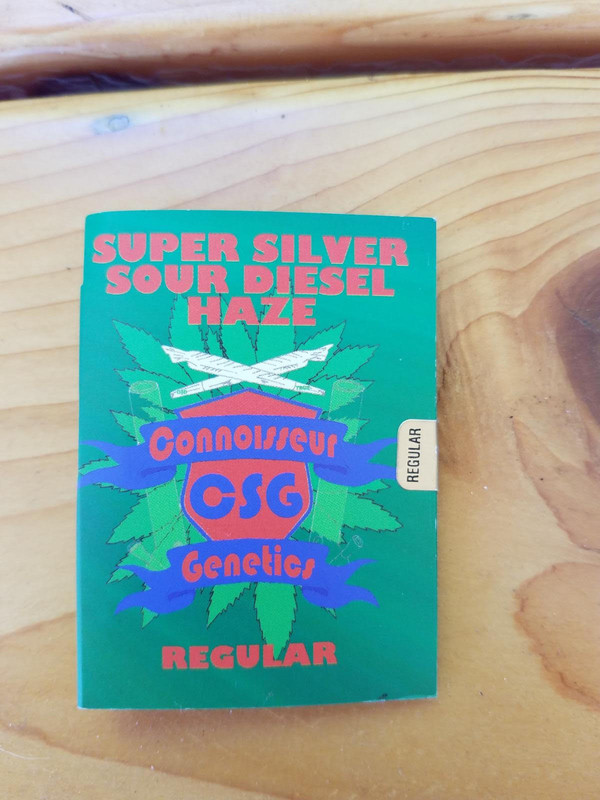 SUPER SILVER
SOUR DIESEL
HAZE
Connoisseur
CSG
Genetics
REGULAR
REGULAR